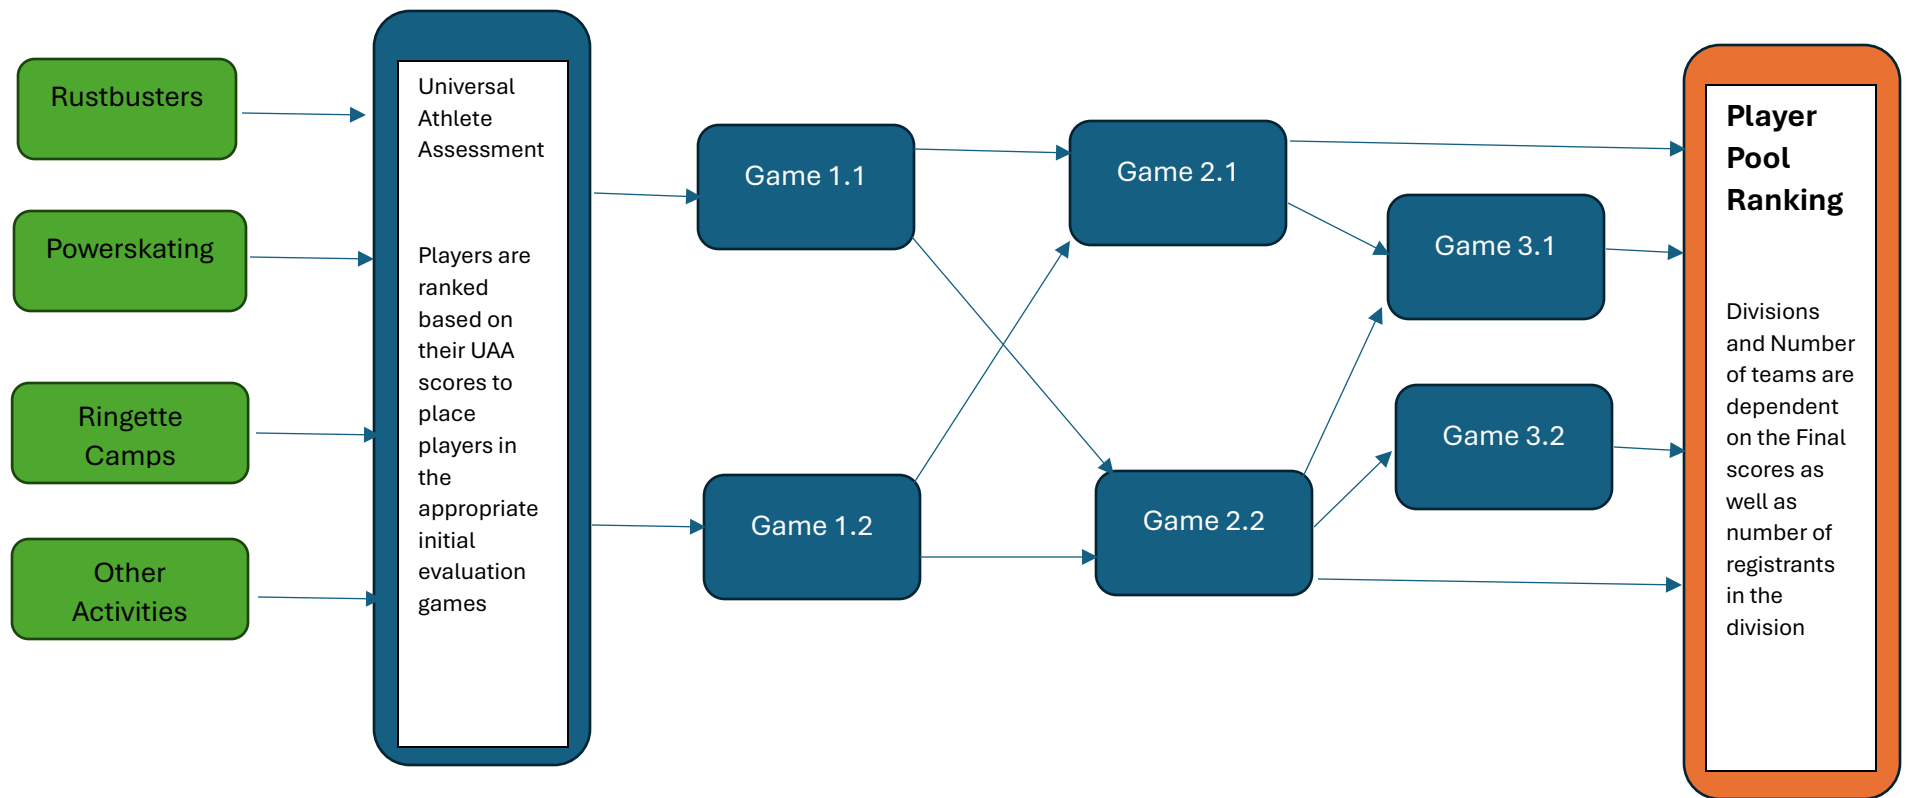 Rustbusters
Powerskating
Ringette
Camps
Other
Activities
Universal
Athlete
Assessment
Players are
ranked
based on
their UAA
scores to
place
players in
the
appropriate
initial
evaluation
games
Game 1.1
Game 1.2
Game 2.1
Game 2.2
Game 3.1
Game 3.2
Player
Pool
Ranking
Divisions
and Number
of teams are
dependent
on the Final
scores as
well as
number of
registrants
in the
division